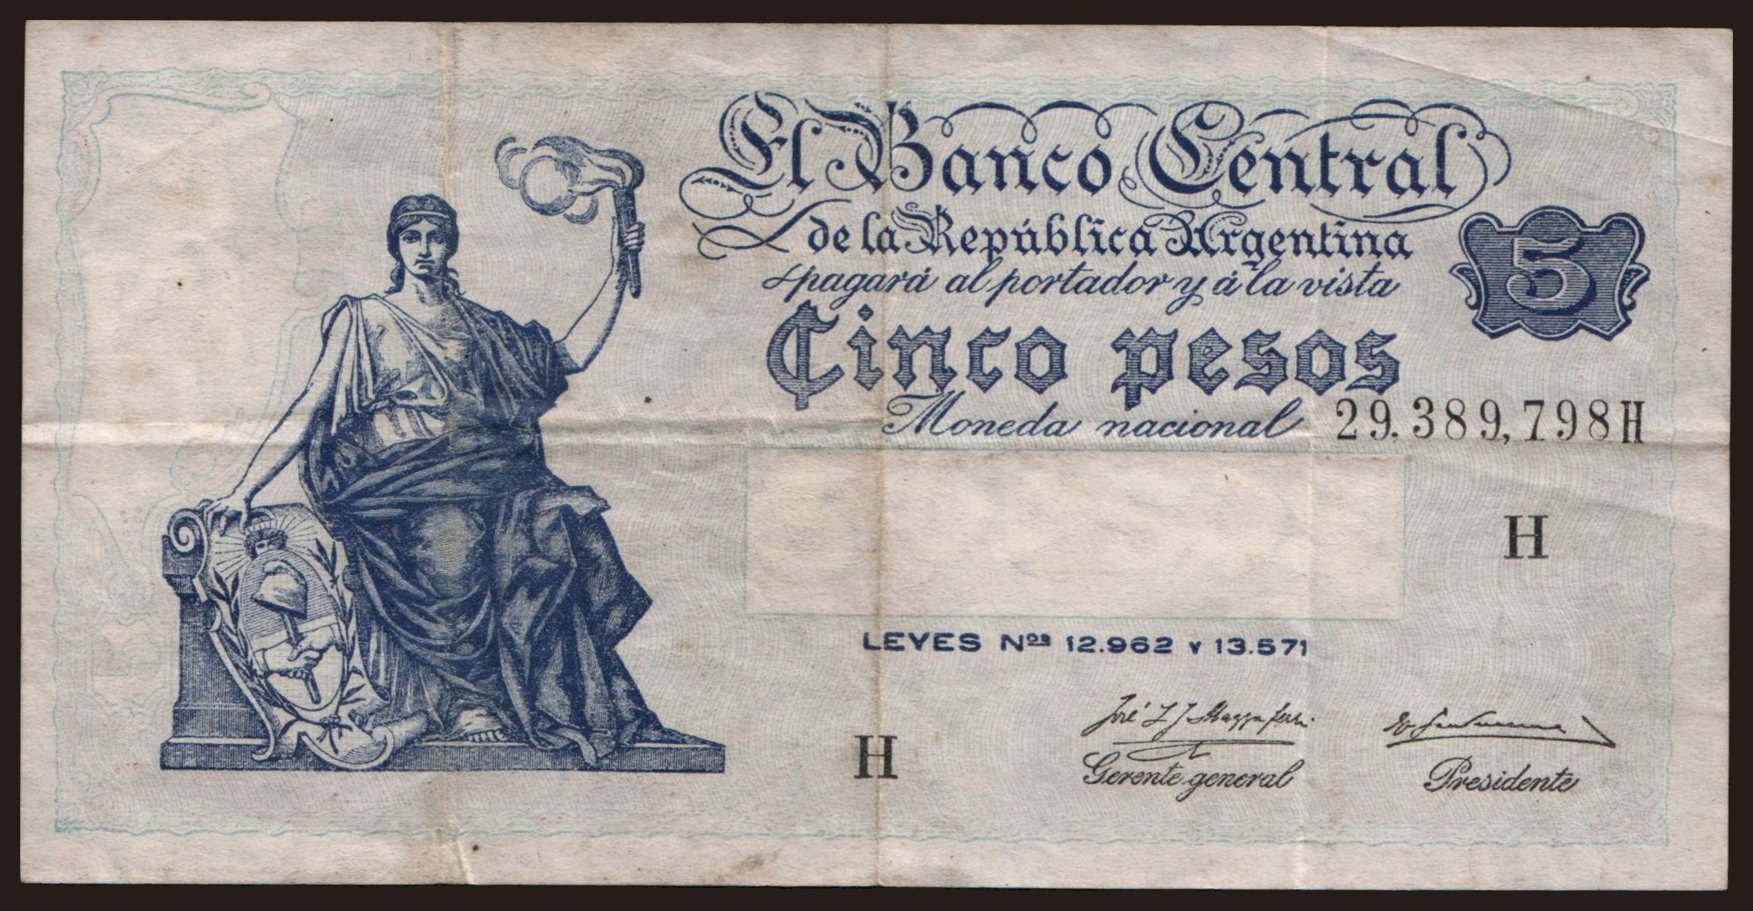 El Banco Central
de la República Argentina
pagará al portador y á la vista
5
Cinco pesos
Moneda nacional
29.389,798H
H
LEYES Nos 12.962 Y 13.571
H
Gerente general
Presidente